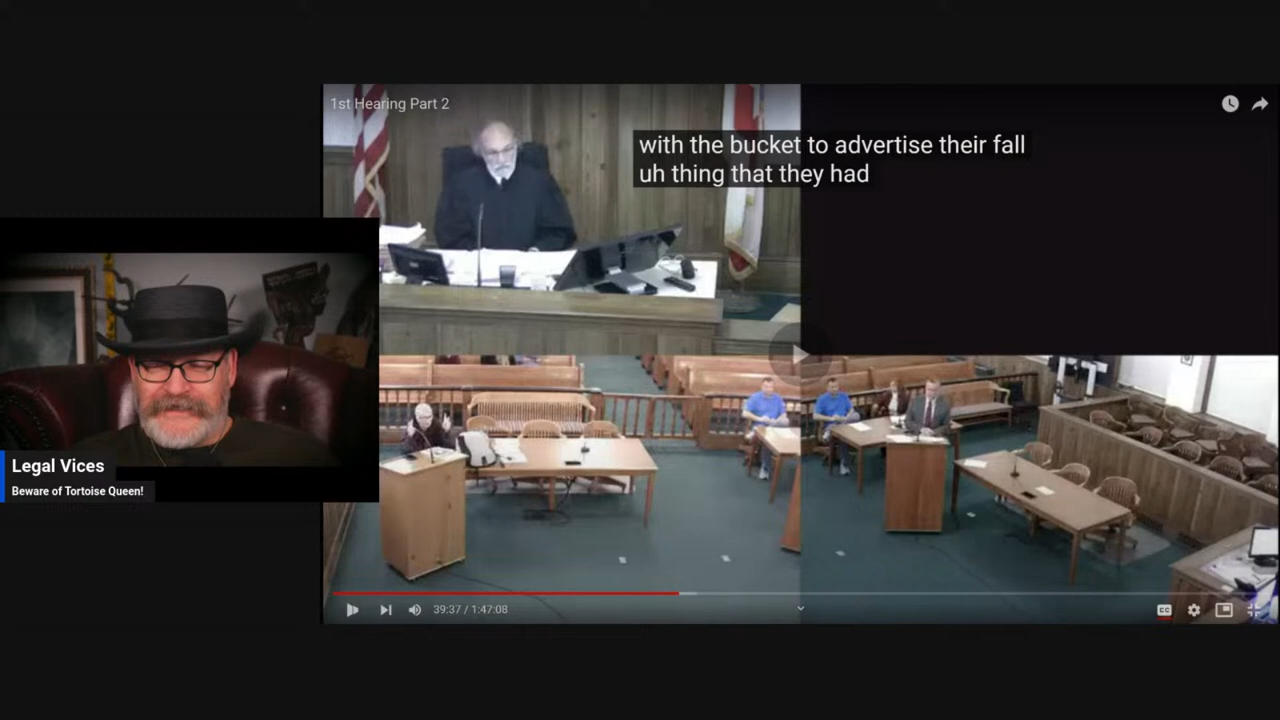 1st Hearing Part 2
with the bucket to advertise their fall
uh thing that they had
Legal Vices
Beware of Tortoise Queen!
39:37 / 1:47:08
CC